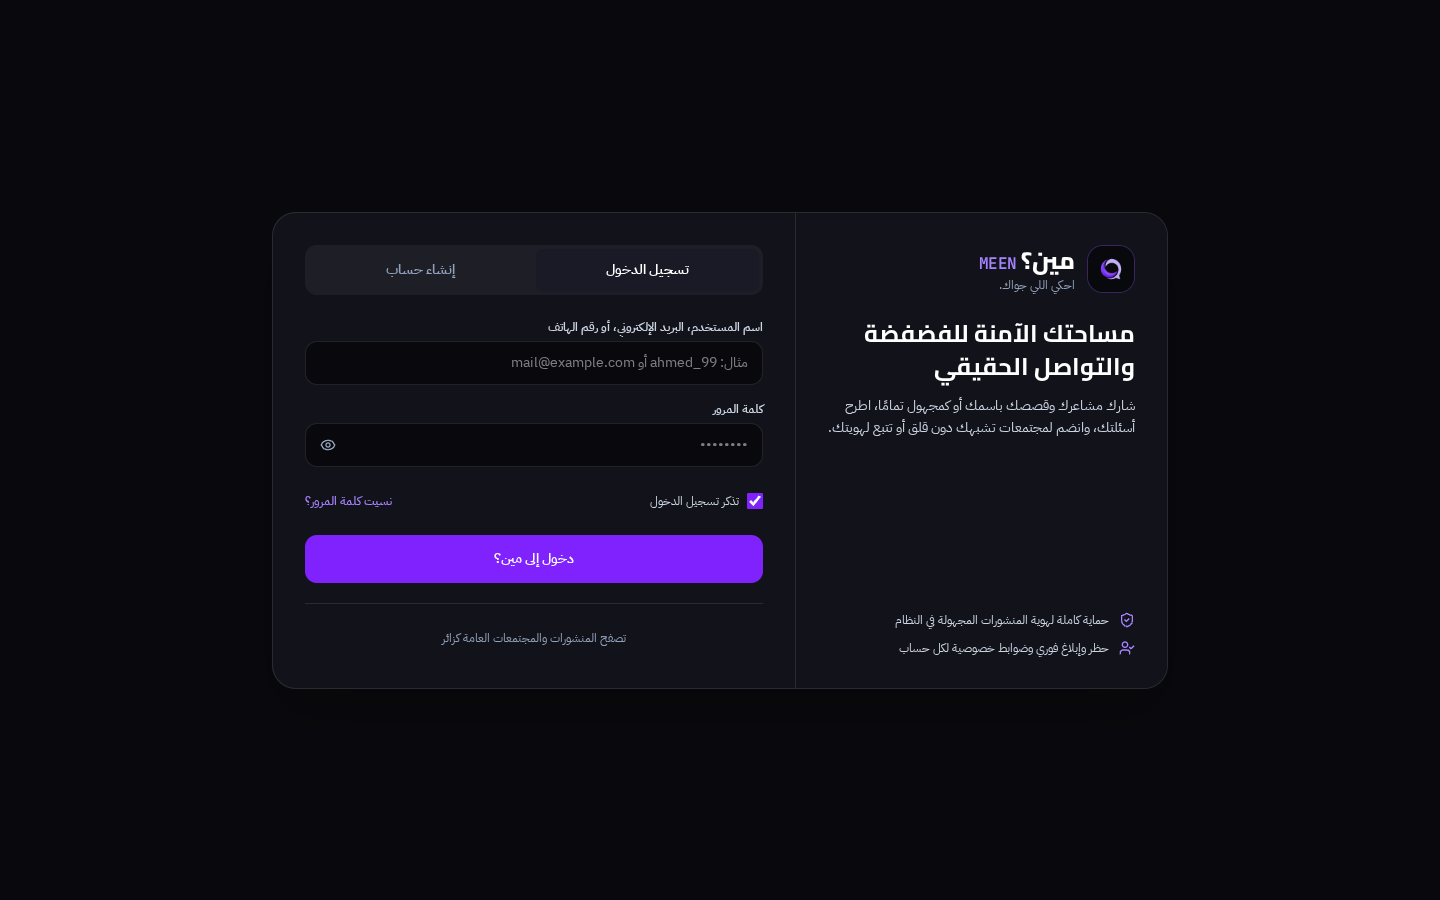 مين؟ MEEN
احكي اللي جواك.
مساحتك الآمنة للفضفضة
والتواصل الحقيقي
شارك مشاعرك وقصصك باسمك أو كمجهول تمامًا، اطرح
أسئلتك، وانضم لمجتمعات تشبهك دون قلق أو تتبع لهويتك.
حماية كاملة لهوية المنشورات المجهولة في النظام
حظر وإبلاغ فوري وضوابط خصوصية لكل حساب
تسجيل الدخول
إنشاء حساب
اسم المستخدم، البريد الإلكتروني، أو رقم الهاتف
مثال: ahmed_99 أو mail@example.com
كلمة المرور
••••••••
تذكر تسجيل الدخول
نسيت كلمة المرور؟
دخول إلى مين؟
تصفح المنشورات والمجتمعات العامة كزائر